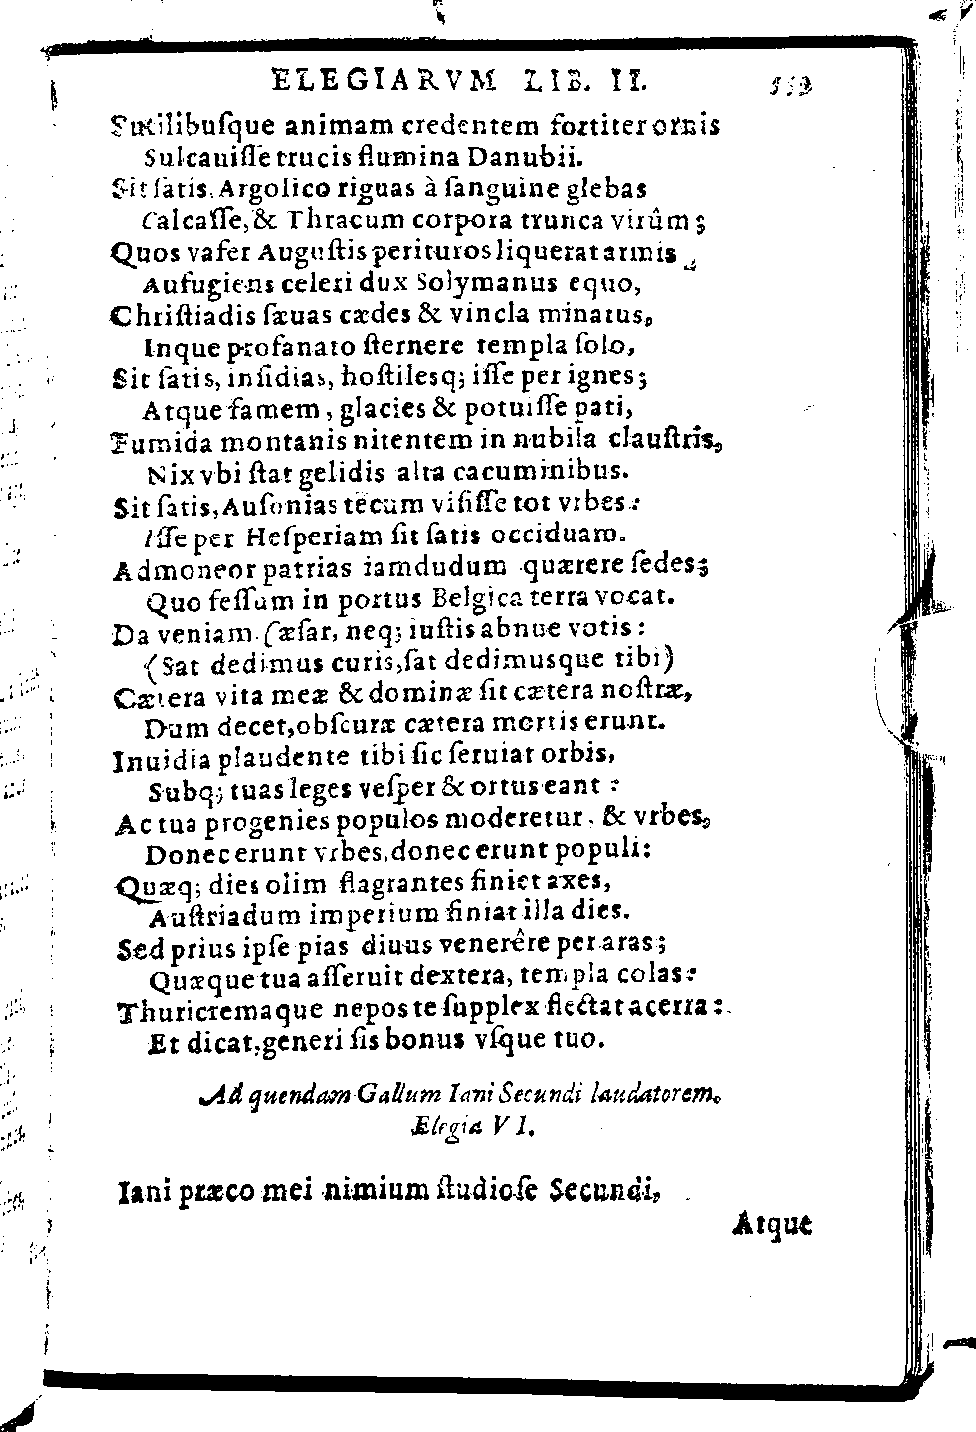 ELEGIARVM LIB. II. 559
Sutilibuſque animam credentem fortiter ornis
Sulcauiſſe trucis flumina Danubii.
Sit ſatis, Argolico riguas à ſanguine glebas
Calcaſſe, & Thracum corpora trunca virûm;
Quos vafer Auguſtis perituros liquerat armis
Aufugiens celeri dux Solymanus equo,
Chriſtiadis ſæuas cædes & vincla minatus,
Inque profanato ſternere templa ſolo,
Sit ſatis, inſidias, hoſtilesq; iſſe per ignes;
Atque famem, glacies & potuiſſe pati,
Tumida montanis nitentem in nubila clauſtris,
Nix vbi ſtat gelidis alta cacuminibus.
Sit ſatis, Auſonias tecum viſiſſe tot vrbes:
Iſſe per Heſperiam ſit ſatis occiduam.
Admoneor patrias iamdudum quærere ſedes;
Quo feſſum in portus Belgica terra vocat.
Da veniam Cæſar, neq; iuſtis abnue votis:
(Sat dedimus curis, ſat dedimusque tibi)
Cætera vita meæ & dominæ ſit cætera noſtræ,
Dum decet, obſcuræ cætera mortis erunt.
Inuidia plaudente tibi ſic ſeruiat orbis,
Subq; tuas leges veſper & ortus eant:
Ac tua progenies populos moderetur, & vrbes,
Donec erunt vrbes, donec erunt populi:
Quæq; dies olim flagrantes finiet axes,
Auſtriadum imperium finiat illa dies.
Sed prius ipſe pias diuus venerêre per aras;
Quæque tua aſſeruit dextera, templa colas:
Thuricremaque nepos te ſupplex flectat acerra:
Et dicat, generi ſis bonus vſque tuo.
Ad quendam Gallum Iani Secundi laudatorem.
Elegia VI.
Iani præco mei nimium ſtudioſe Secundi,
Atque